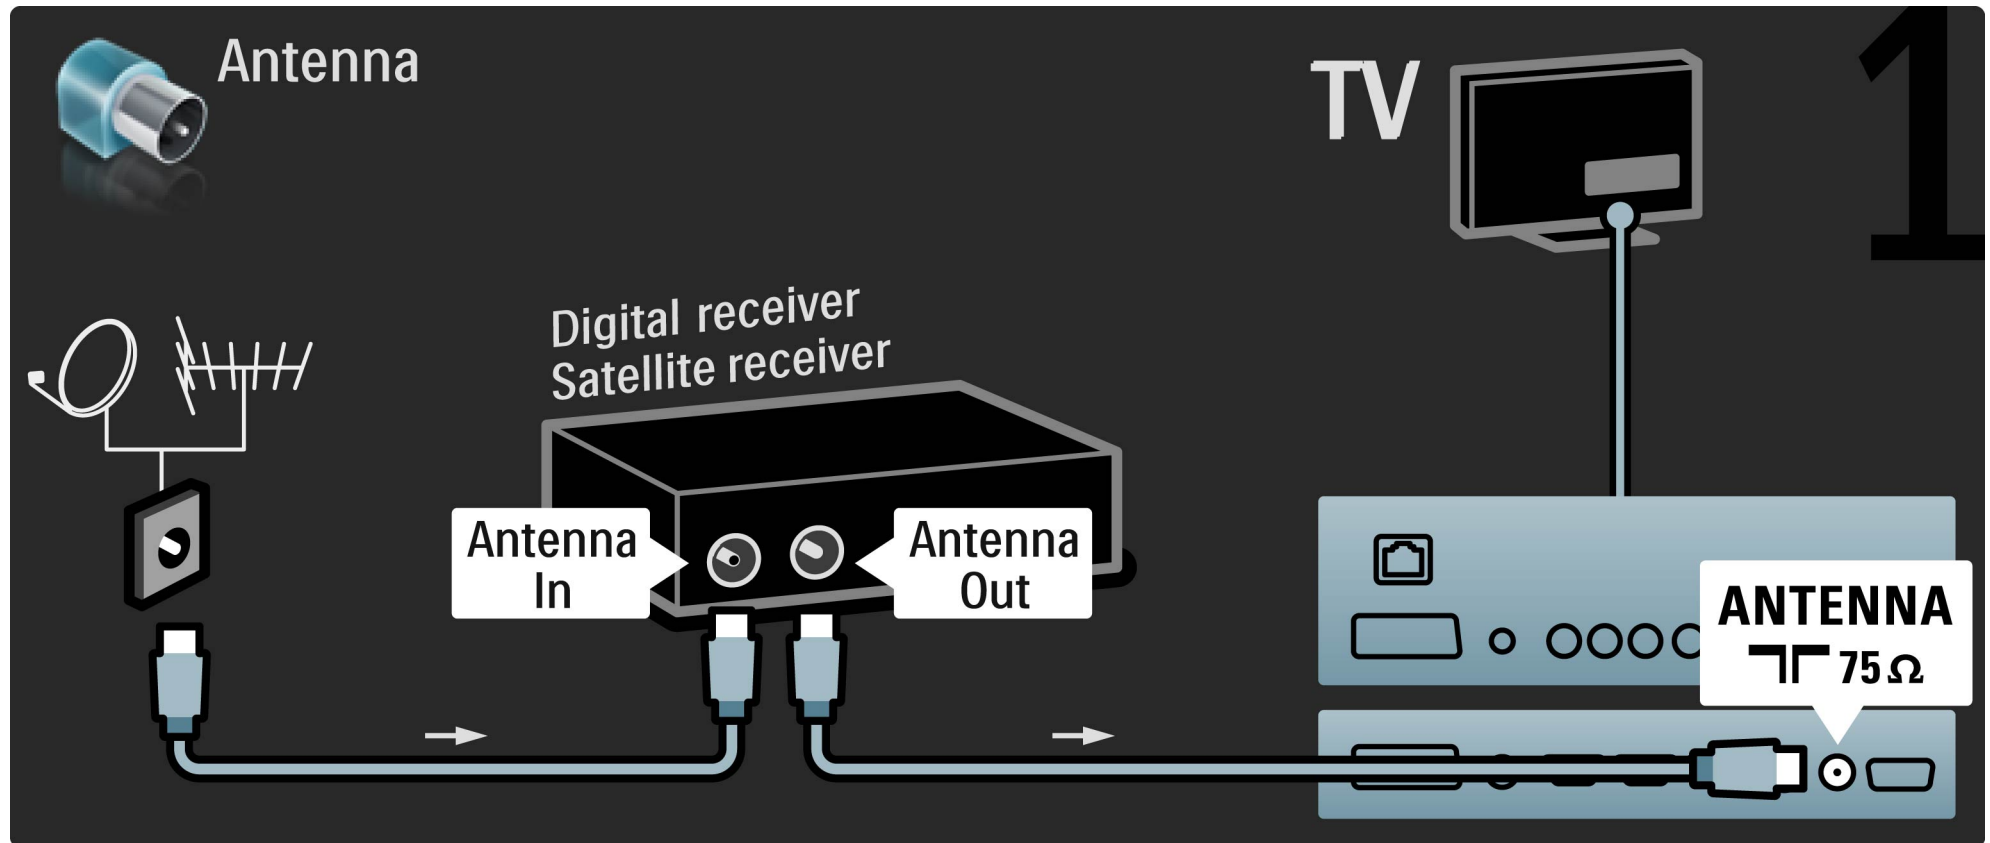 Antenna
TV
1
Digital receiver
Satellite receiver
Antenna
In
Antenna
Out
ANTENNA
75 Ω